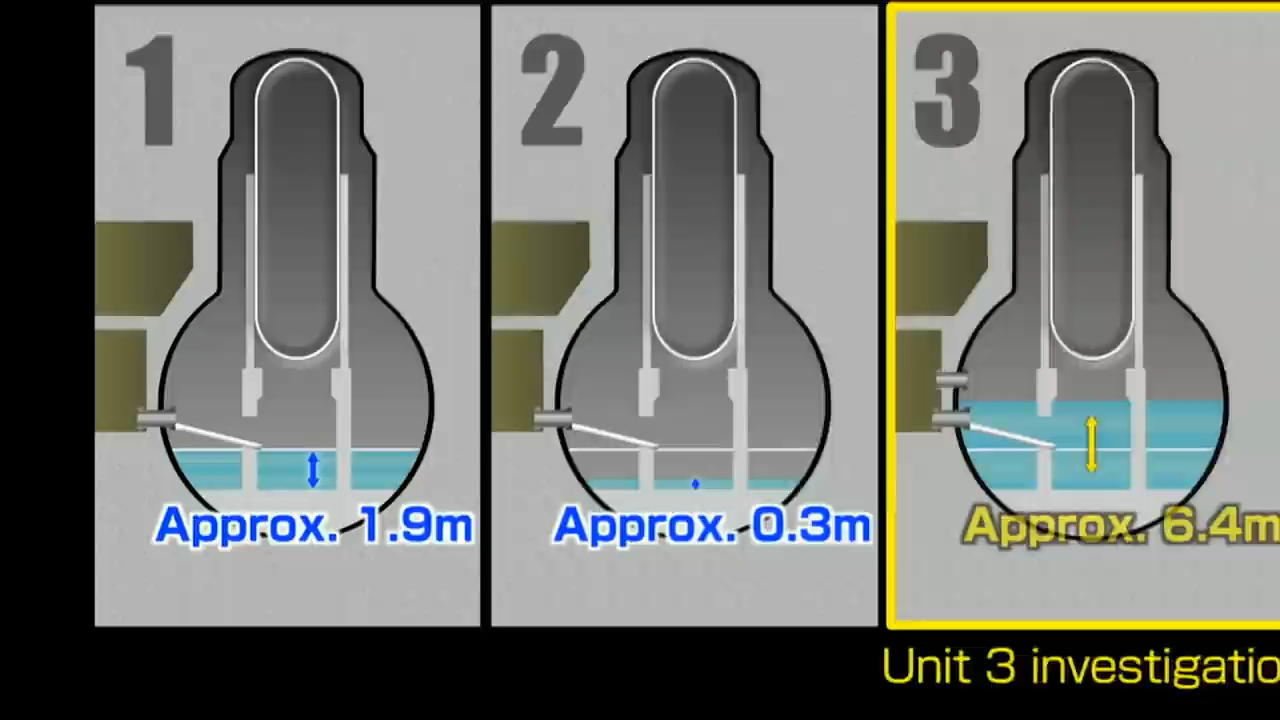 1
2
3
Approx. 1.9m
Approx. 0.3m
Approx. 6.4m
Unit 3 investigatio